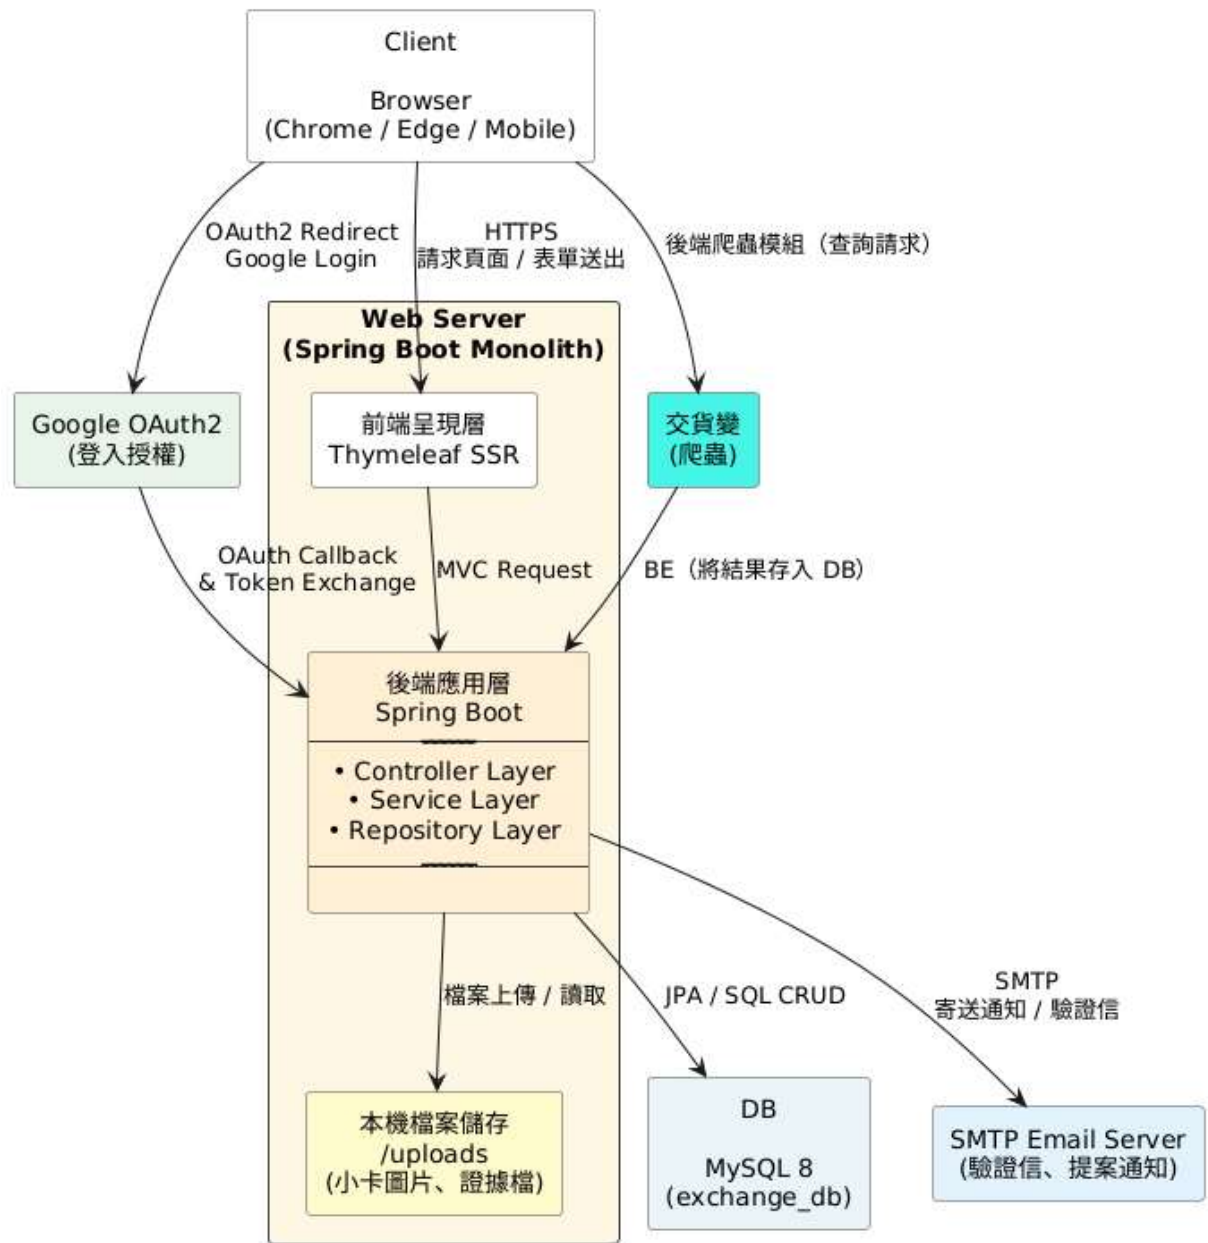 Client
Browser
(Chrome / Edge / Mobile)
OAuth2 Redirect
Google Login
HTTPS
請求頁面 / 表單送出
後端爬蟲模組（查詢請求）
Web Server
(Spring Boot Monolith)
Google OAuth2
(登入授權)
前端呈現層
Thymeleaf SSR
交貨變
(爬蟲)
OAuth Callback
& Token Exchange
MVC Request
BE（將結果存入 DB）
後端應用層
Spring Boot
• Controller Layer
• Service Layer
• Repository Layer
檔案上傳 / 讀取
JPA / SQL CRUD
SMTP
寄送通知 / 驗證信
本機檔案儲存
/uploads
(小卡圖片、證據檔)
DB
MySQL 8
(exchange_db)
SMTP Email Server
(驗證信、提案通知)